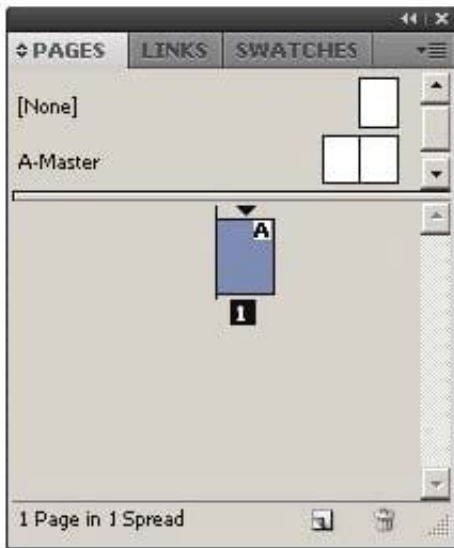 PAGES LINKS SWATCHES
[None]
A-Master
A
1
1 Page in 1 Spread